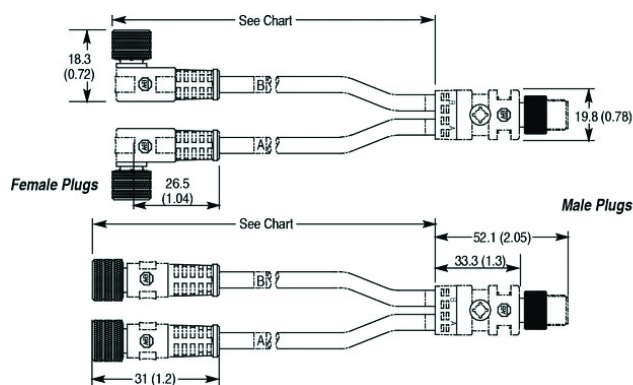 See Chart
18.3
(0.72)
B
19.8 (0.78)
A
Female Plugs
26.5
(1.04)
Male Plugs
See Chart
52.1 (2.05)
33.3 (1.3)
B
A
31 (1.2)